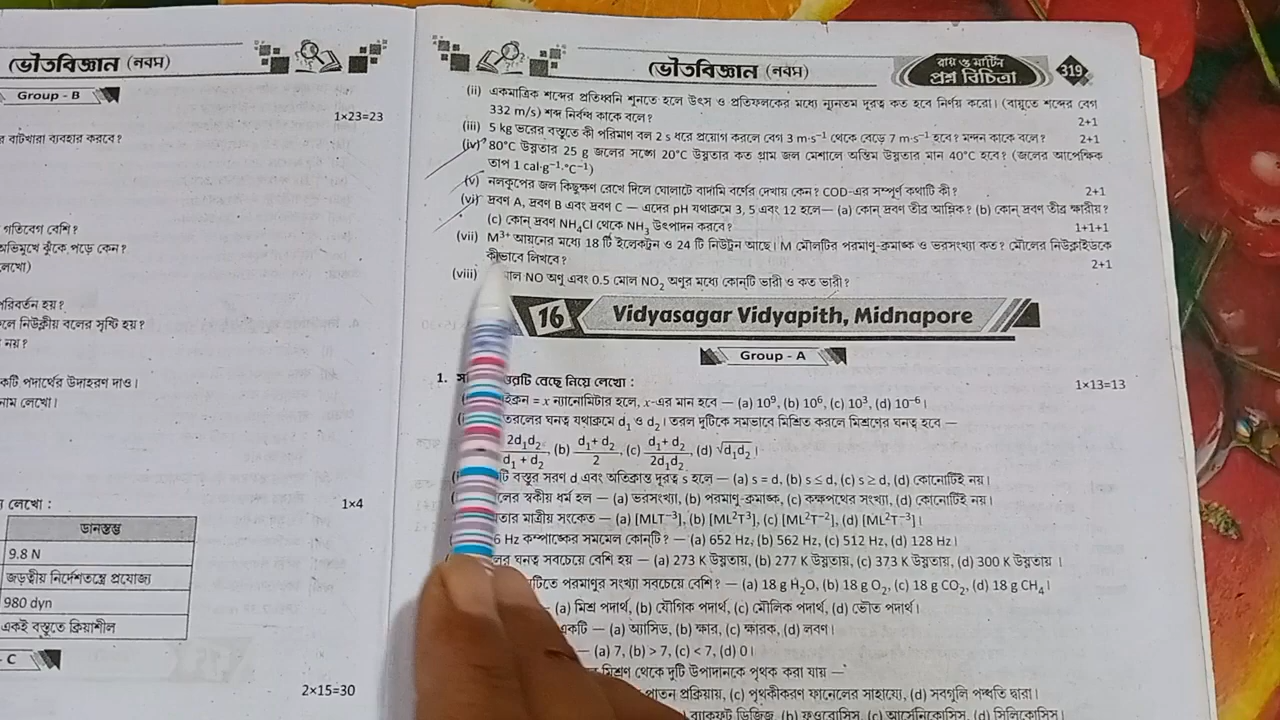 ভৌতবিজ্ঞান (নবম)
Group - B
1×23=23
র বাটখারা ব্যবহার করবে?
গতিবেগ বেশি?
অভিমুখে ঝুঁকে পড়ে কেন?
লেখো)
পরিবর্তন হয়?
লে নিউক্লীয় বলের সৃষ্টি হয়?
নয়?
কটি পদার্থের উদাহরণ দাও।
নাম লেখো।
য় লেখো :
1×4
ডানস্তম্ভ
9.8 N
জড়ত্বীয় নির্দেশতন্ত্রে প্রযোজ্য
980 dyn
একই বস্তুতে ক্রিয়াশীল
- C
2×15=30
ভৌতবিজ্ঞান (নবম)
রায় ও মার্টিন
প্রশ্ন বিচিত্রা
319
(ii) একমাত্রিক শব্দের প্রতিধ্বনি শুনতে হলে উৎস ও প্রতিফলকের মধ্যে ন্যূনতম দূরত্ব কত হবে নির্ণয় করো। (বায়ুতে শব্দের বেগ
332 m/s) শব্দ নির্বন্ধ কাকে বলে? 2+1
(iii) 5 kg ভরের বস্তুতে কী পরিমাণ বল 2 s ধরে প্রয়োগ করলে বেগ 3 m·s⁻¹ থেকে বেড়ে 7 m·s⁻¹ হবে? মন্দন কাকে বলে? 2+1
(iv) 80°C উষ্ণতার 25 g জলের সঙ্গে 20°C উষ্ণতার কত গ্রাম জল মেশালে অন্তিম উষ্ণতার মান 40°C হবে? (জলের আপেক্ষিক
তাপ 1 cal·g⁻¹·°C⁻¹)
(v) নলকূপের জল কিছুক্ষণ রেখে দিলে ঘোলাটে বাদামি বর্ণের দেখায় কেন? COD-এর সম্পূর্ণ কথাটি কী? 2+1
(vi) দ্রবণ A, দ্রবণ B এবং দ্রবণ C — এদের pH যথাক্রমে 3, 5 এবং 12 হলে— (a) কোন্ দ্রবণ তীব্র আম্লিক? (b) কোন্ দ্রবণ তীব্র ক্ষারীয়?
(c) কোন্ দ্রবণ NH₄Cl থেকে NH₃ উৎপাদন করবে? 1+1+1
(vii) M³⁺ আয়নের মধ্যে 18 টি ইলেকট্রন ও 24 টি নিউট্রন আছে। M মৌলটির পরমাণু-ক্রমাঙ্ক ও ভরসংখ্যা কত? মৌলের নিউক্লাইডকে
কীভাবে লিখবে? 2+1
(viii) মোল NO অণু এবং 0.5 মোল NO₂ অণুর মধ্যে কোন্‌টি ভারী ও কত ভারী?
16 Vidyasagar Vidyapith, Midnapore
Group - A
1. ত্তরটি বেছে নিয়ে লেখো : 1×13=13
ইক্রন = x ন্যানোমিটার হলে, x-এর মান হবে — (a) 10⁹, (b) 10⁶, (c) 10³, (d) 10⁻⁶।
তরলের ঘনত্ব যথাক্রমে d₁ ও d₂। তরল দুটিকে সমভাবে মিশ্রিত করলে মিশ্রণের ঘনত্ব হবে —
2d₁d₂/d₁ + d₂, (b) d₁ + d₂/2, (c) d₁ + d₂/2d₁d₂, (d) √d₁d₂।
টি বস্তুর সরণ d এবং অতিক্রান্ত দূরত্ব s হলে — (a) s = d, (b) s ≤ d, (c) s ≥ d, (d) কোনোটিই নয়।
লের স্বকীয় ধর্ম হল — (a) ভরসংখ্যা, (b) পরমাণু-ক্রমাঙ্ক, (c) কক্ষপথের সংখ্যা, (d) কোনোটিই নয়।
তার মাত্রীয় সংকেত — (a) [MLT⁻³], (b) [ML²T³], (c) [ML²T⁻²], (d) [ML²T⁻³]।
6 Hz কম্পাঙ্কের সমমেল কোন্‌টি? — (a) 652 Hz, (b) 562 Hz, (c) 512 Hz, (d) 128 Hz।
লের ঘনত্ব সবচেয়ে বেশি হয় — (a) 273 K উষ্ণতায়, (b) 277 K উষ্ণতায়, (c) 373 K উষ্ণতায়, (d) 300 K উষ্ণতায় ।
টিতে পরমাণুর সংখ্যা সবচেয়ে বেশি? — (a) 18 g H₂O, (b) 18 g O₂, (c) 18 g CO₂, (d) 18 g CH₄।
— (a) মিশ্র পদার্থ, (b) যৌগিক পদার্থ, (c) মৌলিক পদার্থ, (d) ভৌত পদার্থ।
একটি — (a) অ্যাসিড, (b) ক্ষার, (c) ক্ষারক, (d) লবণ।
— (a) 7, (b) > 7, (c) < 7, (d) 0।
মিশ্রণ থেকে দুটি উপাদানকে পৃথক করা যায় —
পাতন প্রক্রিয়ায়, (c) পৃথকীকরণ ফানেলের সাহায্যে, (d) সবগুলি পদ্ধতি দ্বারা।
ব্ল্যাকফুট ডিজিজ, (b) ফ্লুরোসিস, (c) আর্সেনিকোসিস, (d) সিলিকোসিস।